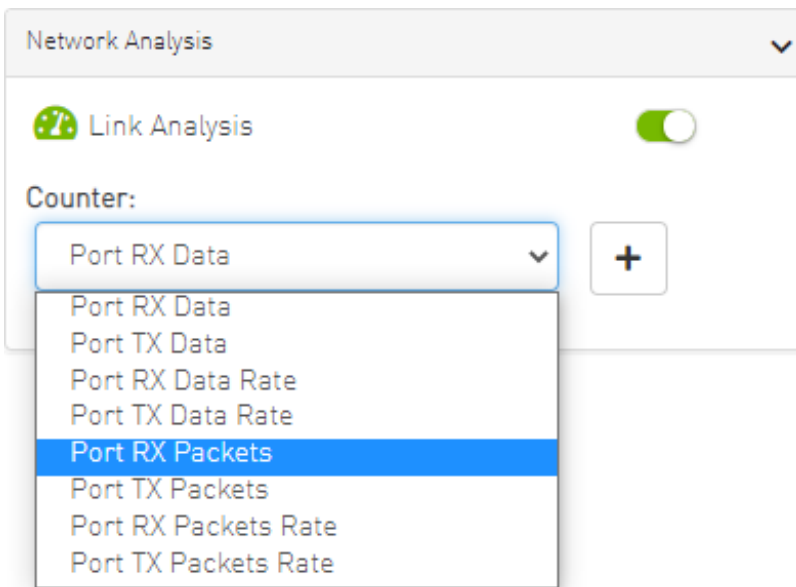 Network Analysis
Link Analysis
Counter:
Port RX Data
+
Port RX Data
Port TX Data
Port RX Data Rate
Port TX Data Rate
Port RX Packets
Port TX Packets
Port RX Packets Rate
Port TX Packets Rate